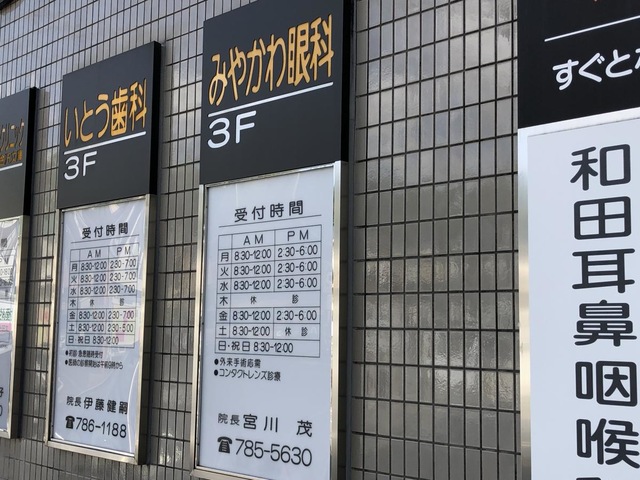 クリニック
いとう歯科
3F
受付時間
AM PM
月 8:30-12:00 2:30-7:00
火 8:30-12:00 2:30-7:00
水 8:30-12:00 2:30-7:00
木 休 診
金 8:30-12:00 2:30-7:00
土 8:30-12:00 2:30-5:00
日・祝日 8:30-12:00
院長 伊藤健嗣
☎786-1188
みやかわ眼科
3F
受付時間
AM PM
月 8:30-12:00 2:30-6:00
火 8:30-12:00 2:30-6:00
水 8:30-12:00 2:30-6:00
木 休 診
金 8:30-12:00 2:30-6:00
土 8:30-12:00 休 診
日・祝日 8:30-12:00
●外来手術応需
●コンタクトレンズ診療
院長 宮川 茂
☎785-5630
すぐと
和田耳鼻咽喉